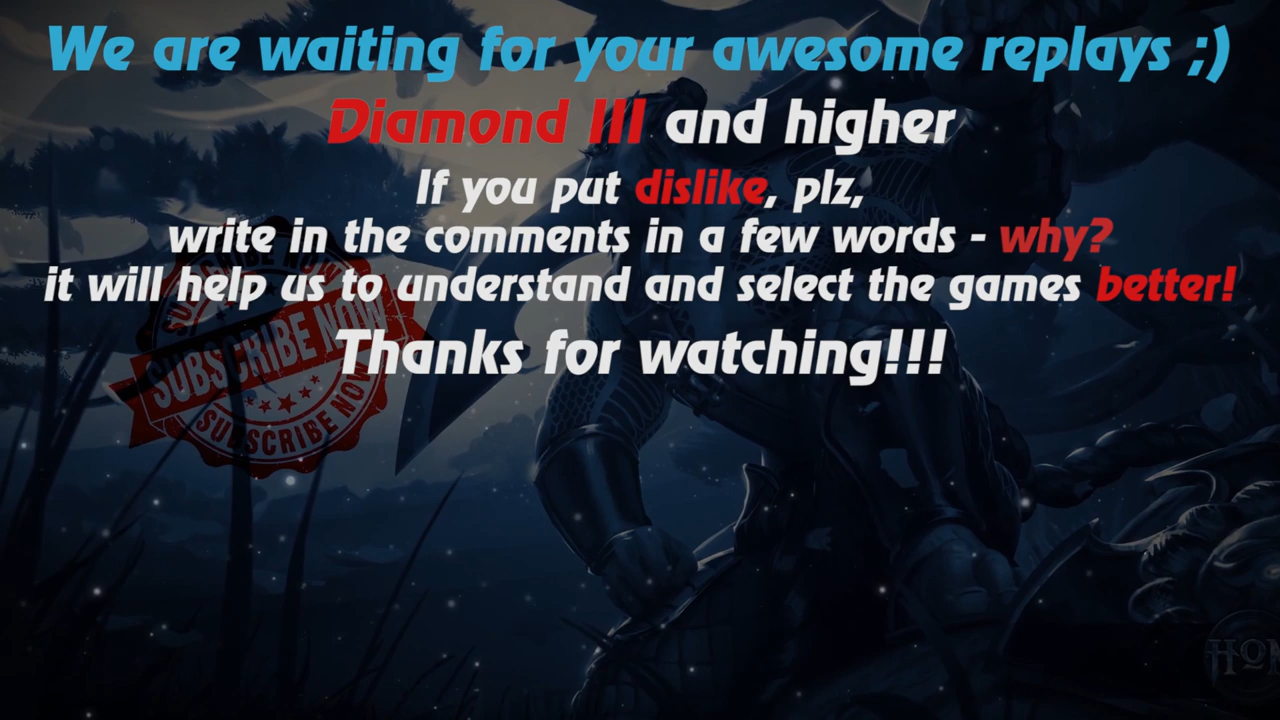 We are waiting for your awesome replays ;)
Diamond III and higher
If you put dislike, plz,
write in the comments in a few words - why?
it will help us to understand and select the games better!
Thanks for watching!!!
SUBSCRIBE NOW
SUBSCRIBE NOW
SUBSCRIBE NOW